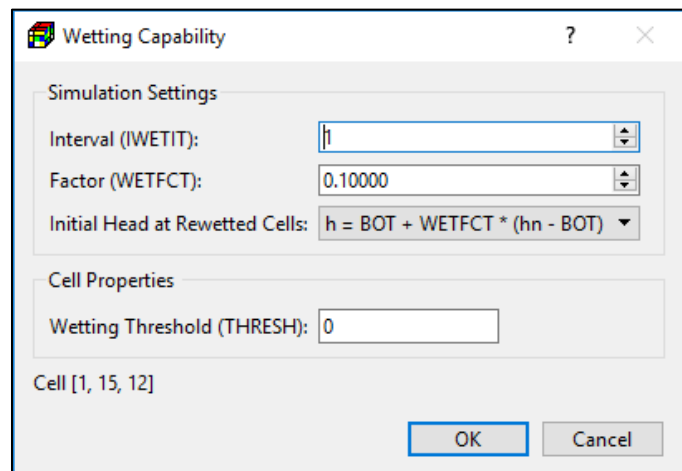 Wetting Capability ?
Simulation Settings
Interval (IWETIT): 1
Factor (WETFCT): 0.10000
Initial Head at Rewetted Cells: h = BOT + WETFCT * (hn - BOT)
Cell Properties
Wetting Threshold (THRESH): 0
Cell [1, 15, 12]
OK Cancel